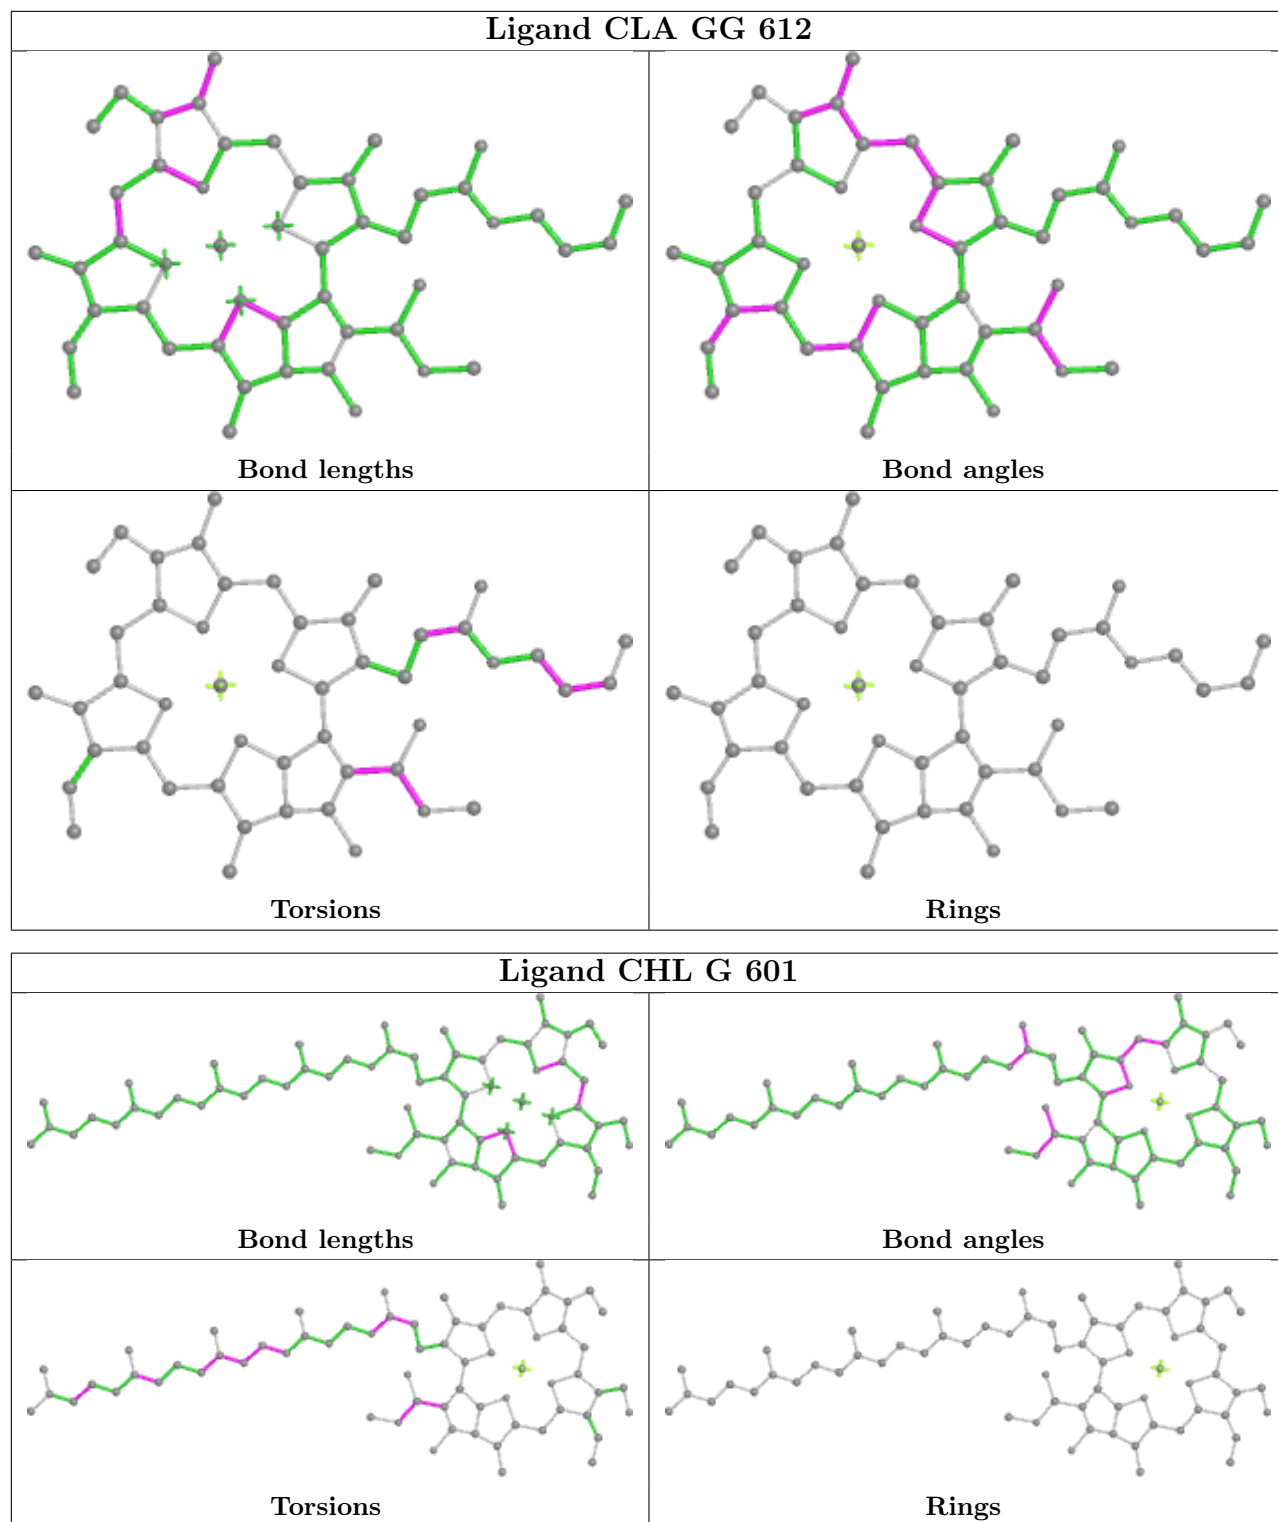 Ligand CLA GG 612
Bond lengths
Bond angles
Torsions
Rings
Ligand CHL G 601
Bond lengths
Bond angles
Torsions
Rings